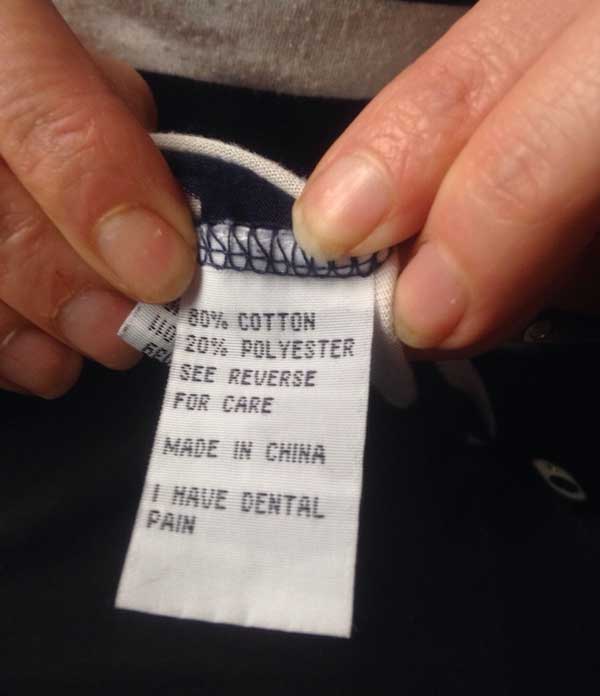 80% COTTON
20% POLYESTER
SEE REVERSE
FOR CARE
MADE IN CHINA
I HAVE DENTAL
PAIN